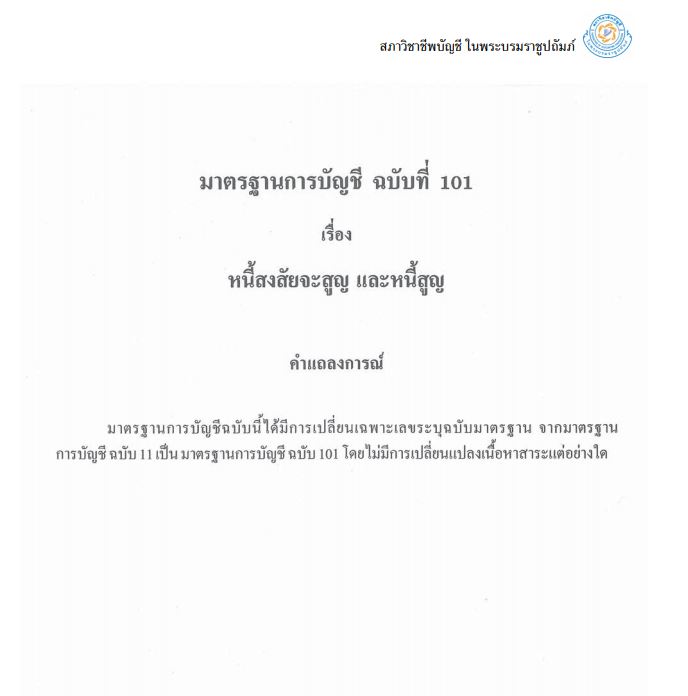 สภาวิชาชีพบัญชี ในพระบรมราชูปถัมภ์
มาตรฐานการบัญชี ฉบับที่ 101
เรื่อง
หนี้สงสัยจะสูญ และหนี้สูญ
คำแถลงการณ์
มาตรฐานการบัญชีฉบับนี้ได้มีการเปลี่ยนเฉพาะเลขระบุฉบับมาตรฐาน จากมาตรฐาน
การบัญชี ฉบับ 11 เป็น มาตรฐานการบัญชี ฉบับ 101 โดยไม่มีการเปลี่ยนแปลงเนื้อหาสาระแต่อย่างใด